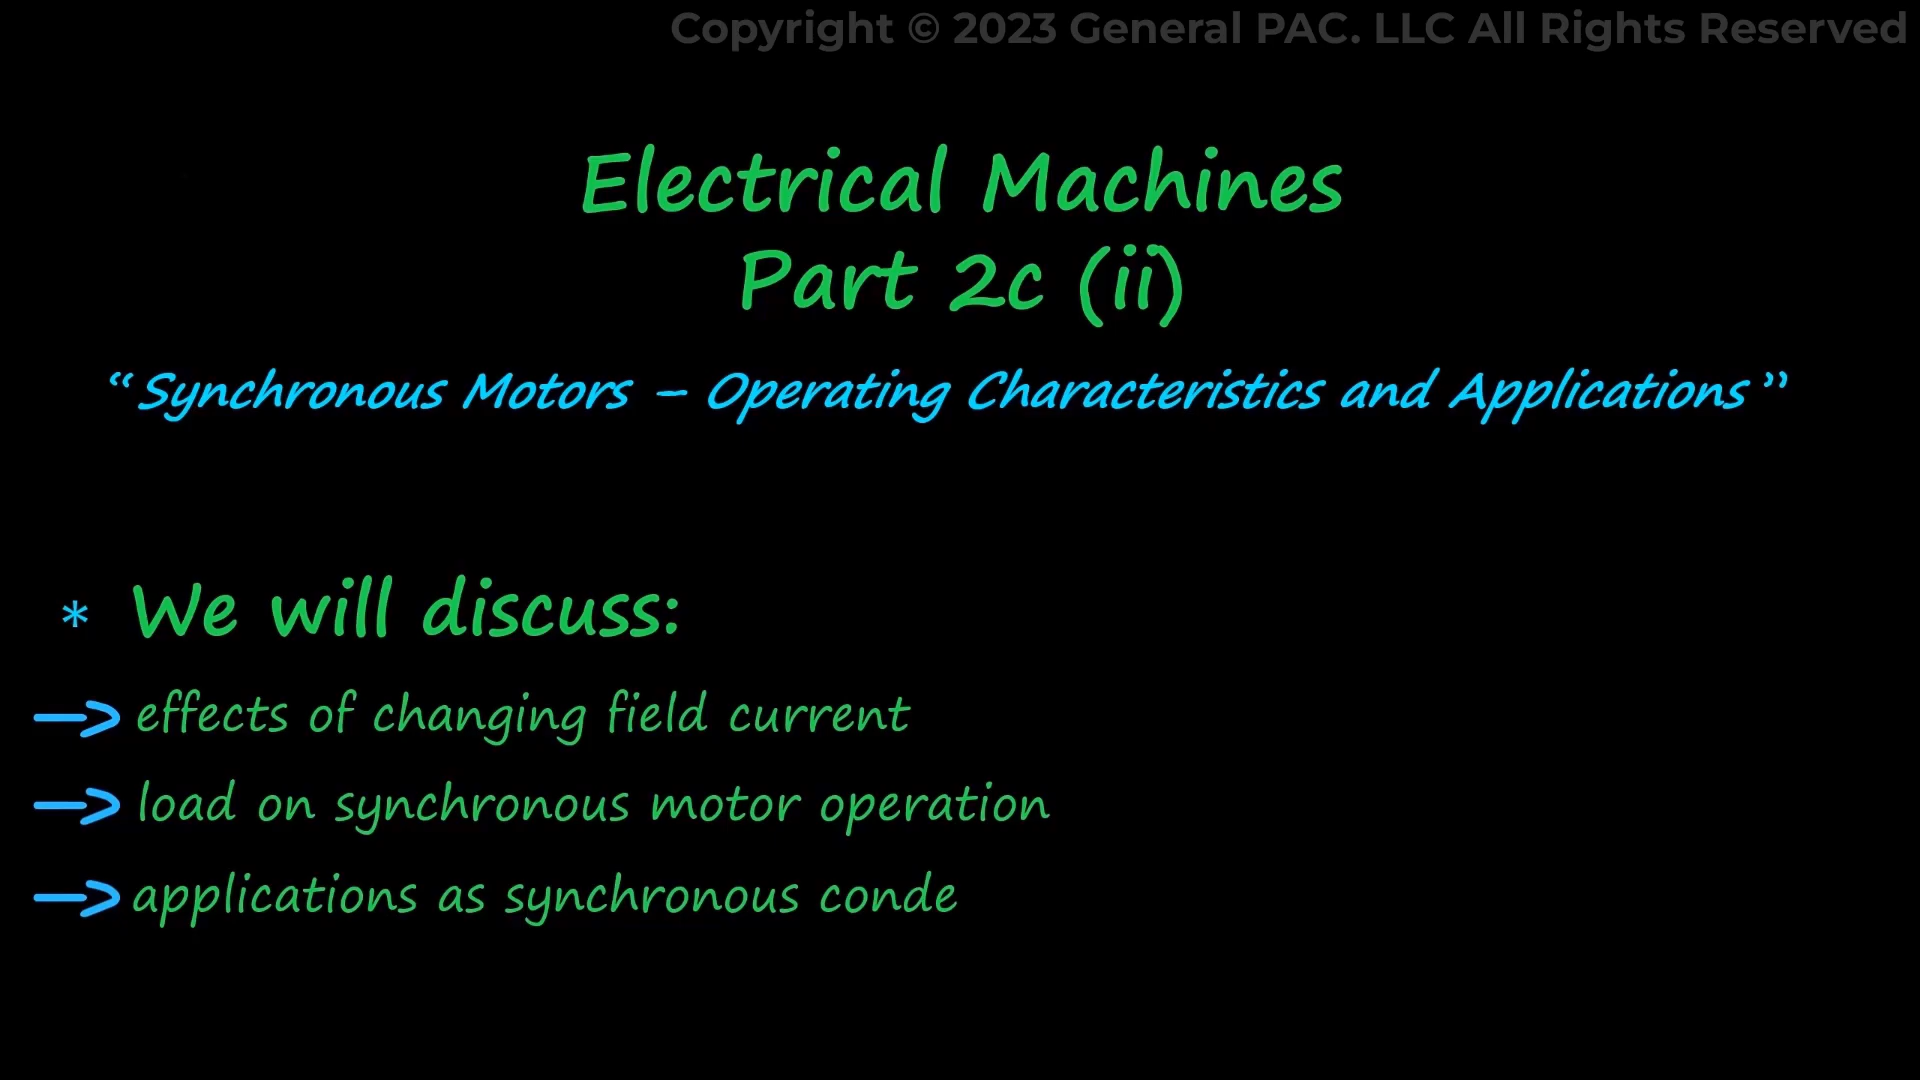 Copyright © 2023 General PAC. LLC All Rights Reserved
Electrical Machines
Part 2c (ii)
“Synchronous Motors – Operating Characteristics and Applications”
* We will discuss:
→ effects of changing field current
→ load on synchronous motor operation
→ applications as synchronous conde